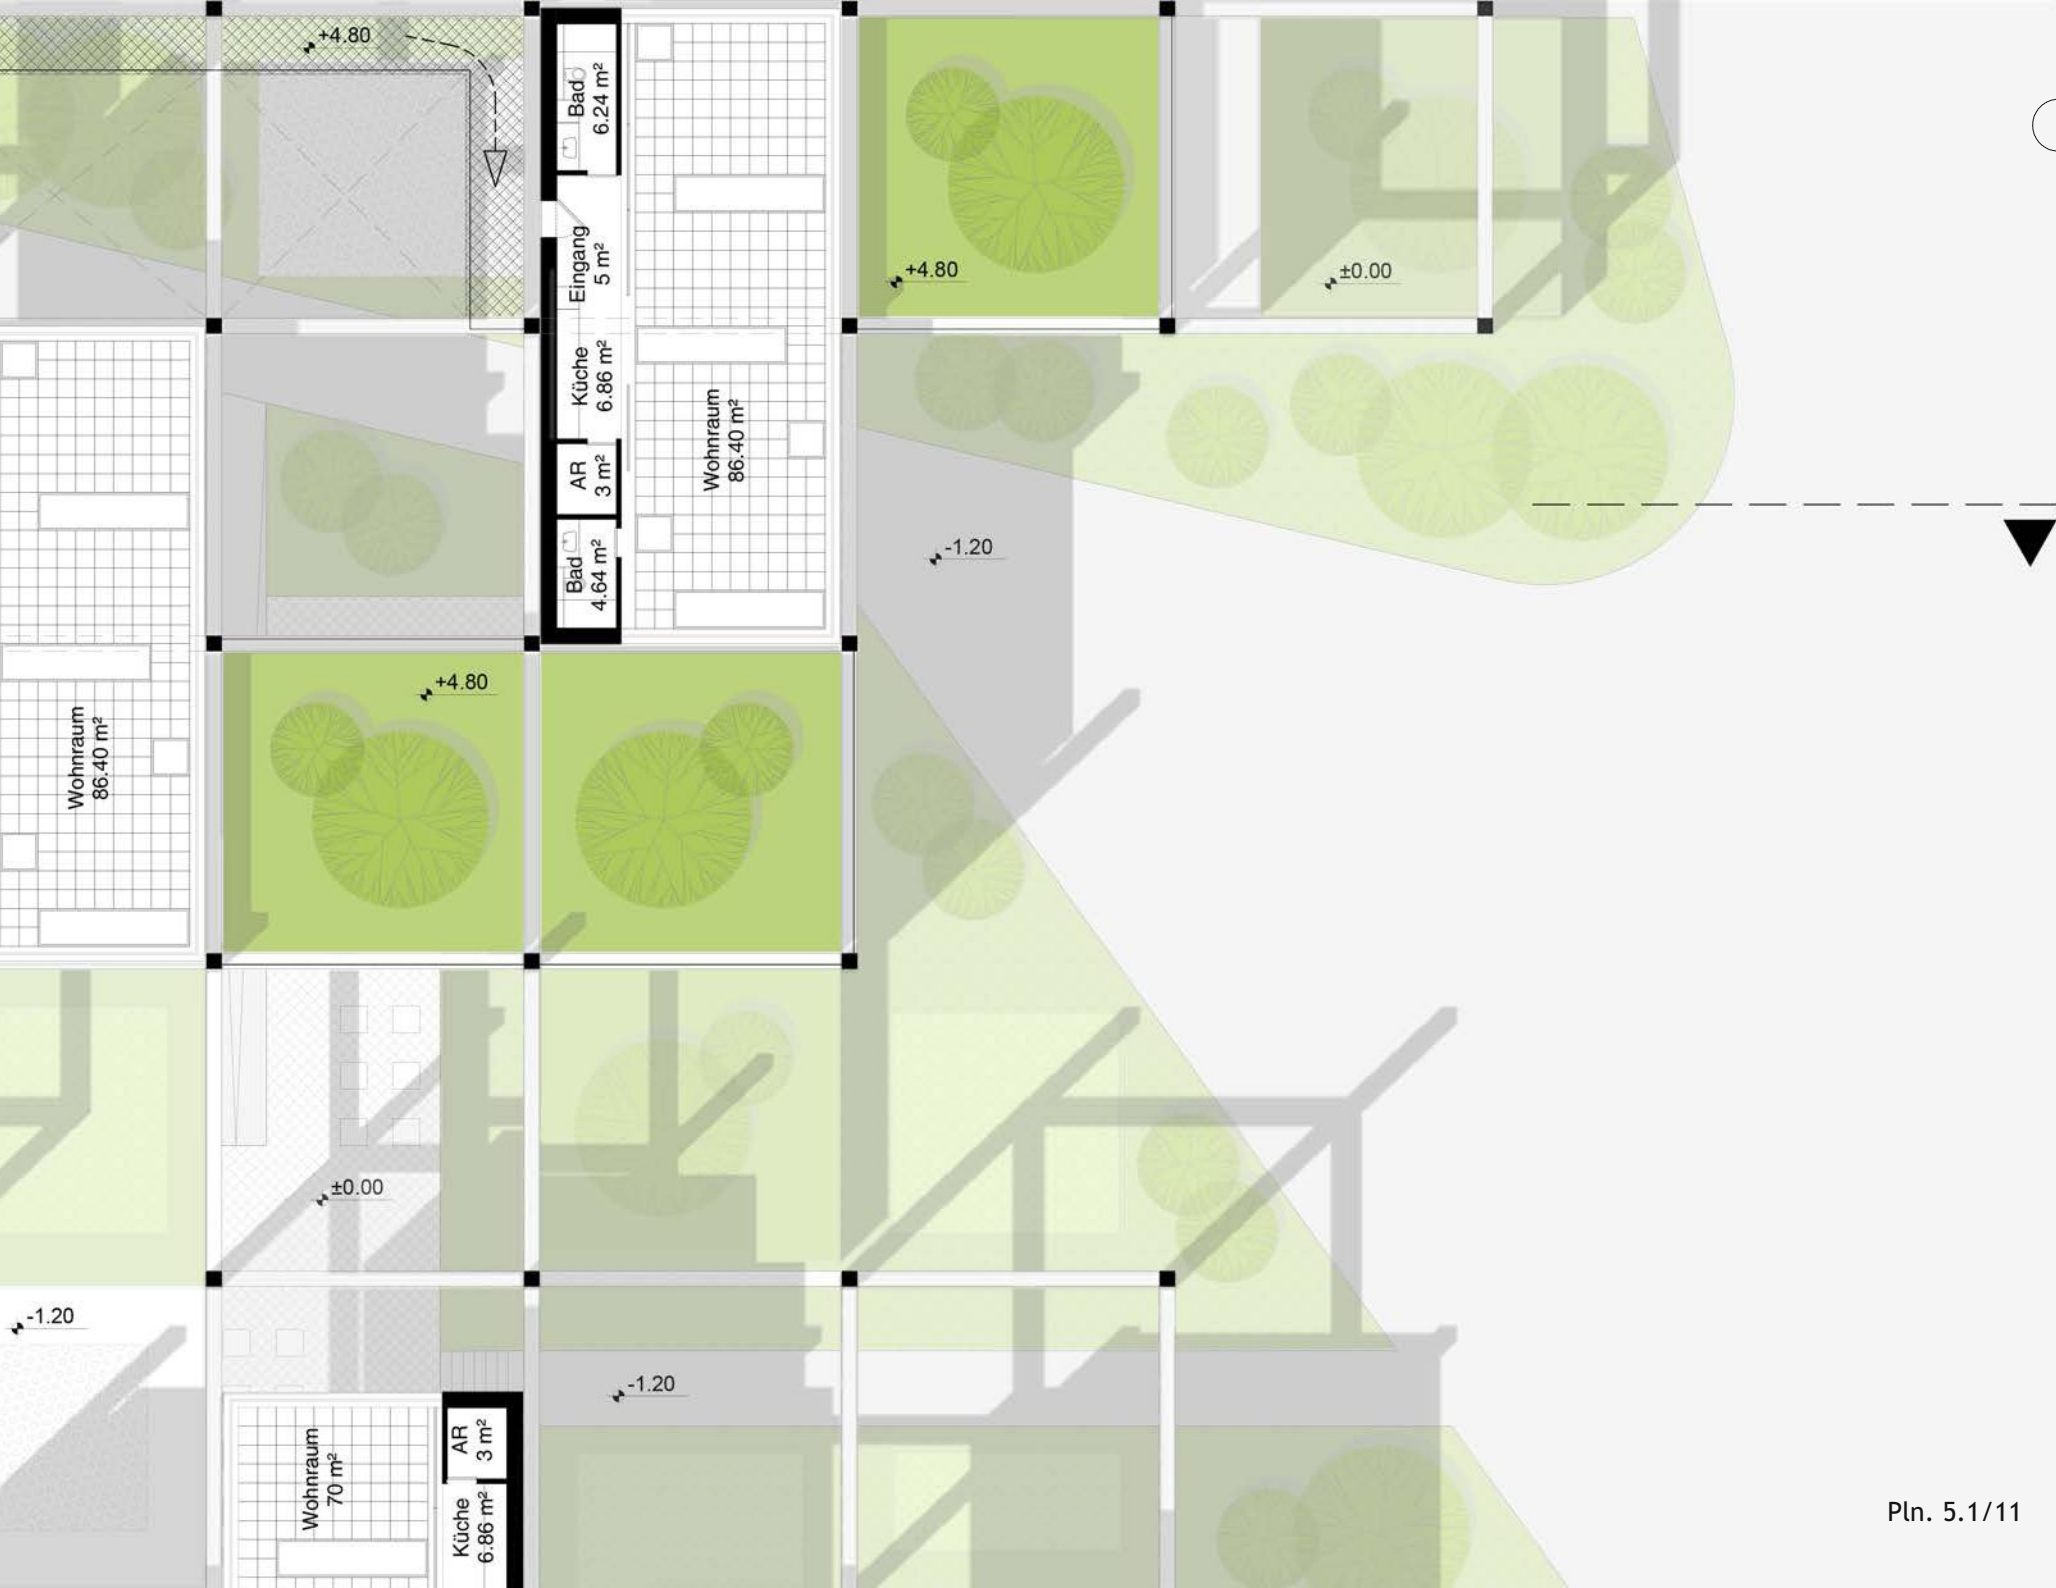 +4.80
Bad
6.24 m²
Eingang
5 m²
Küche
6.86 m²
AR
3 m²
Bad
4.64 m²
Wohnraum
86.40 m²
+4.80
±0.00
-1.20
+4.80
Wohnraum
86.40 m²
±0.00
-1.20
-1.20
Wohnraum
70 m²
AR
3 m²
Küche
6.86 m²
Pln. 5.1/11